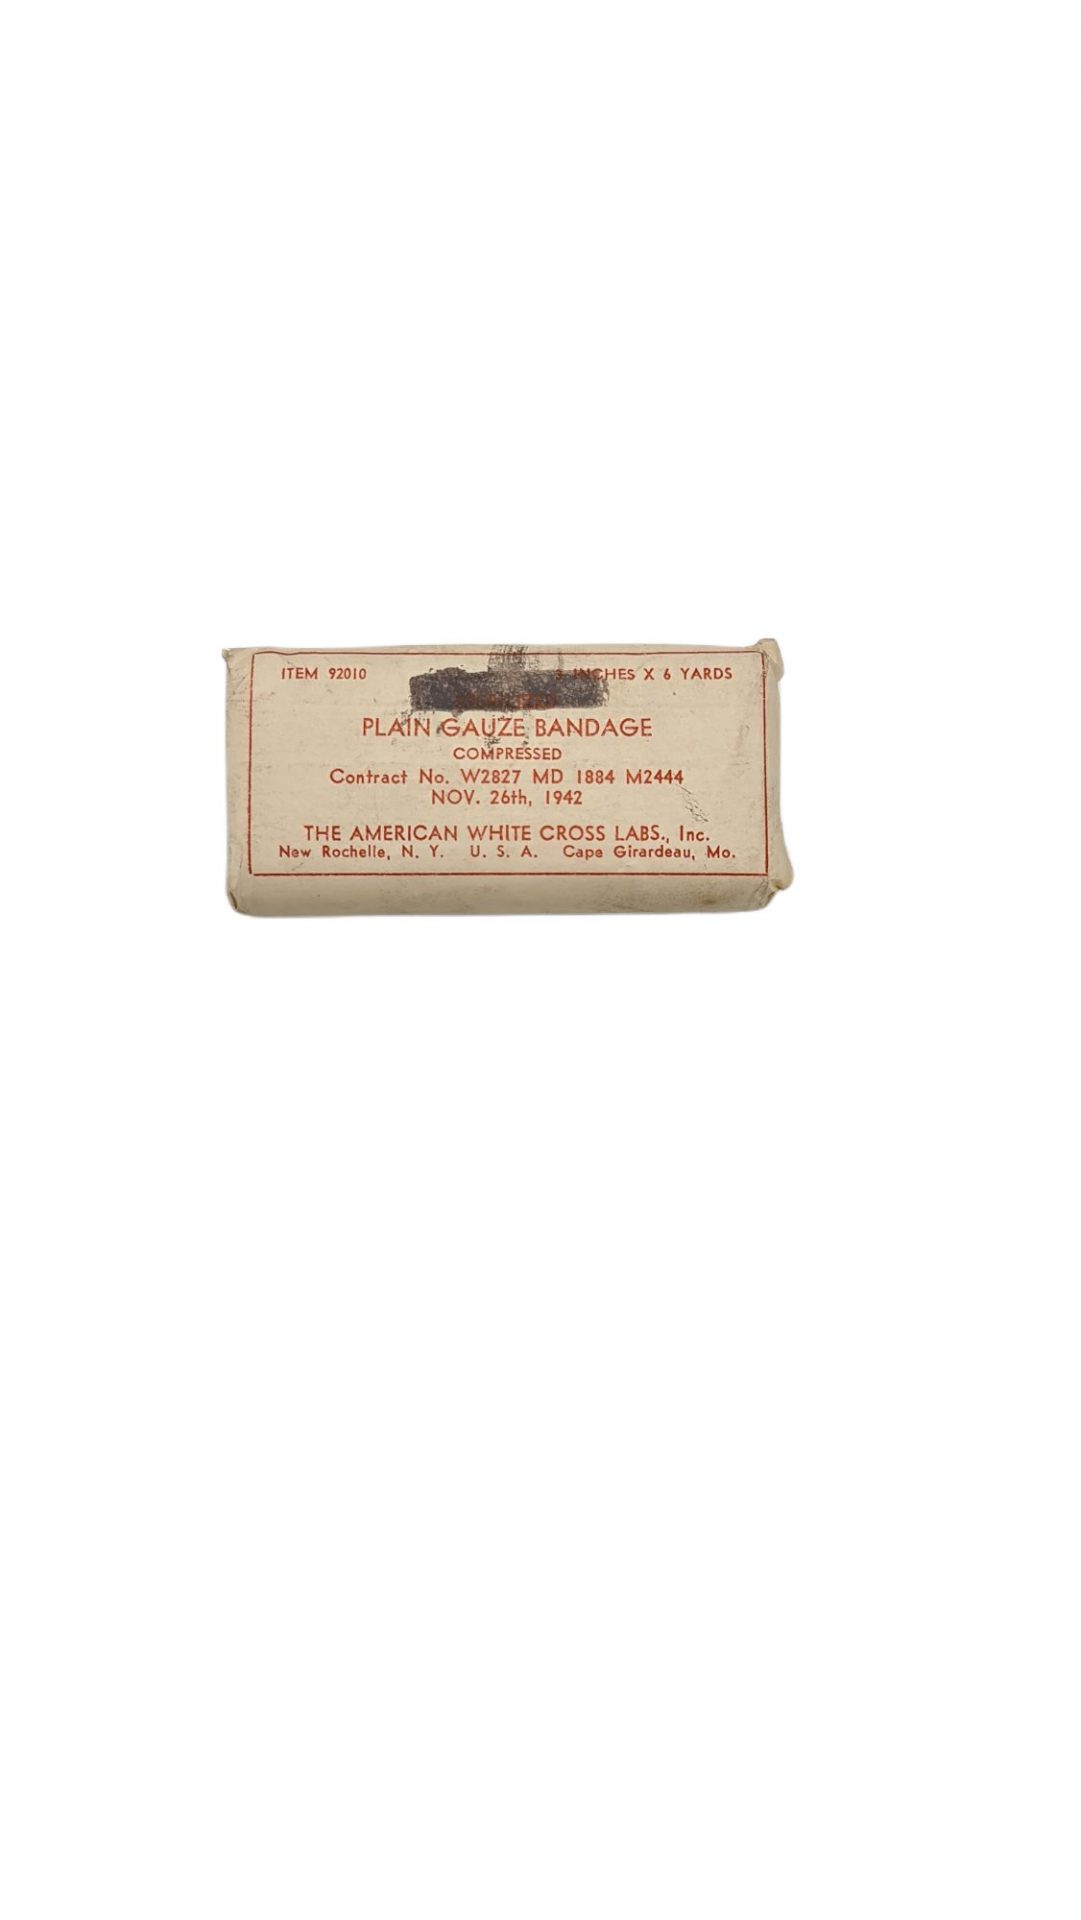 ITEM 92010 3 INCHES X 6 YARDS
PLAIN GAUZE BANDAGE
COMPRESSED
Contract No. W2827 MD 1884 M2444
NOV. 26th, 1942
THE AMERICAN WHITE CROSS LABS., Inc.
New Rochelle, N. Y. U. S. A. Cape Girardeau, Mo.